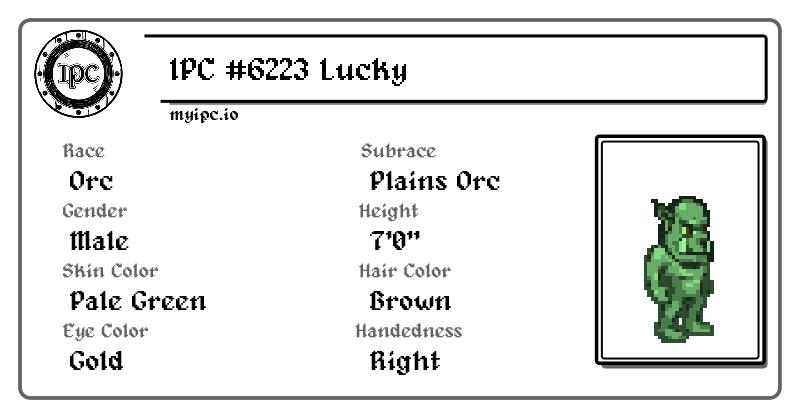 IPC
IPC #6223 Lucky
myipc.io
Race
Orc
Subrace
Plains Orc
Gender
Male
Height
7'0"
Skin Color
Pale Green
Hair Color
Brown
Eye Color
Gold
Handedness
Right